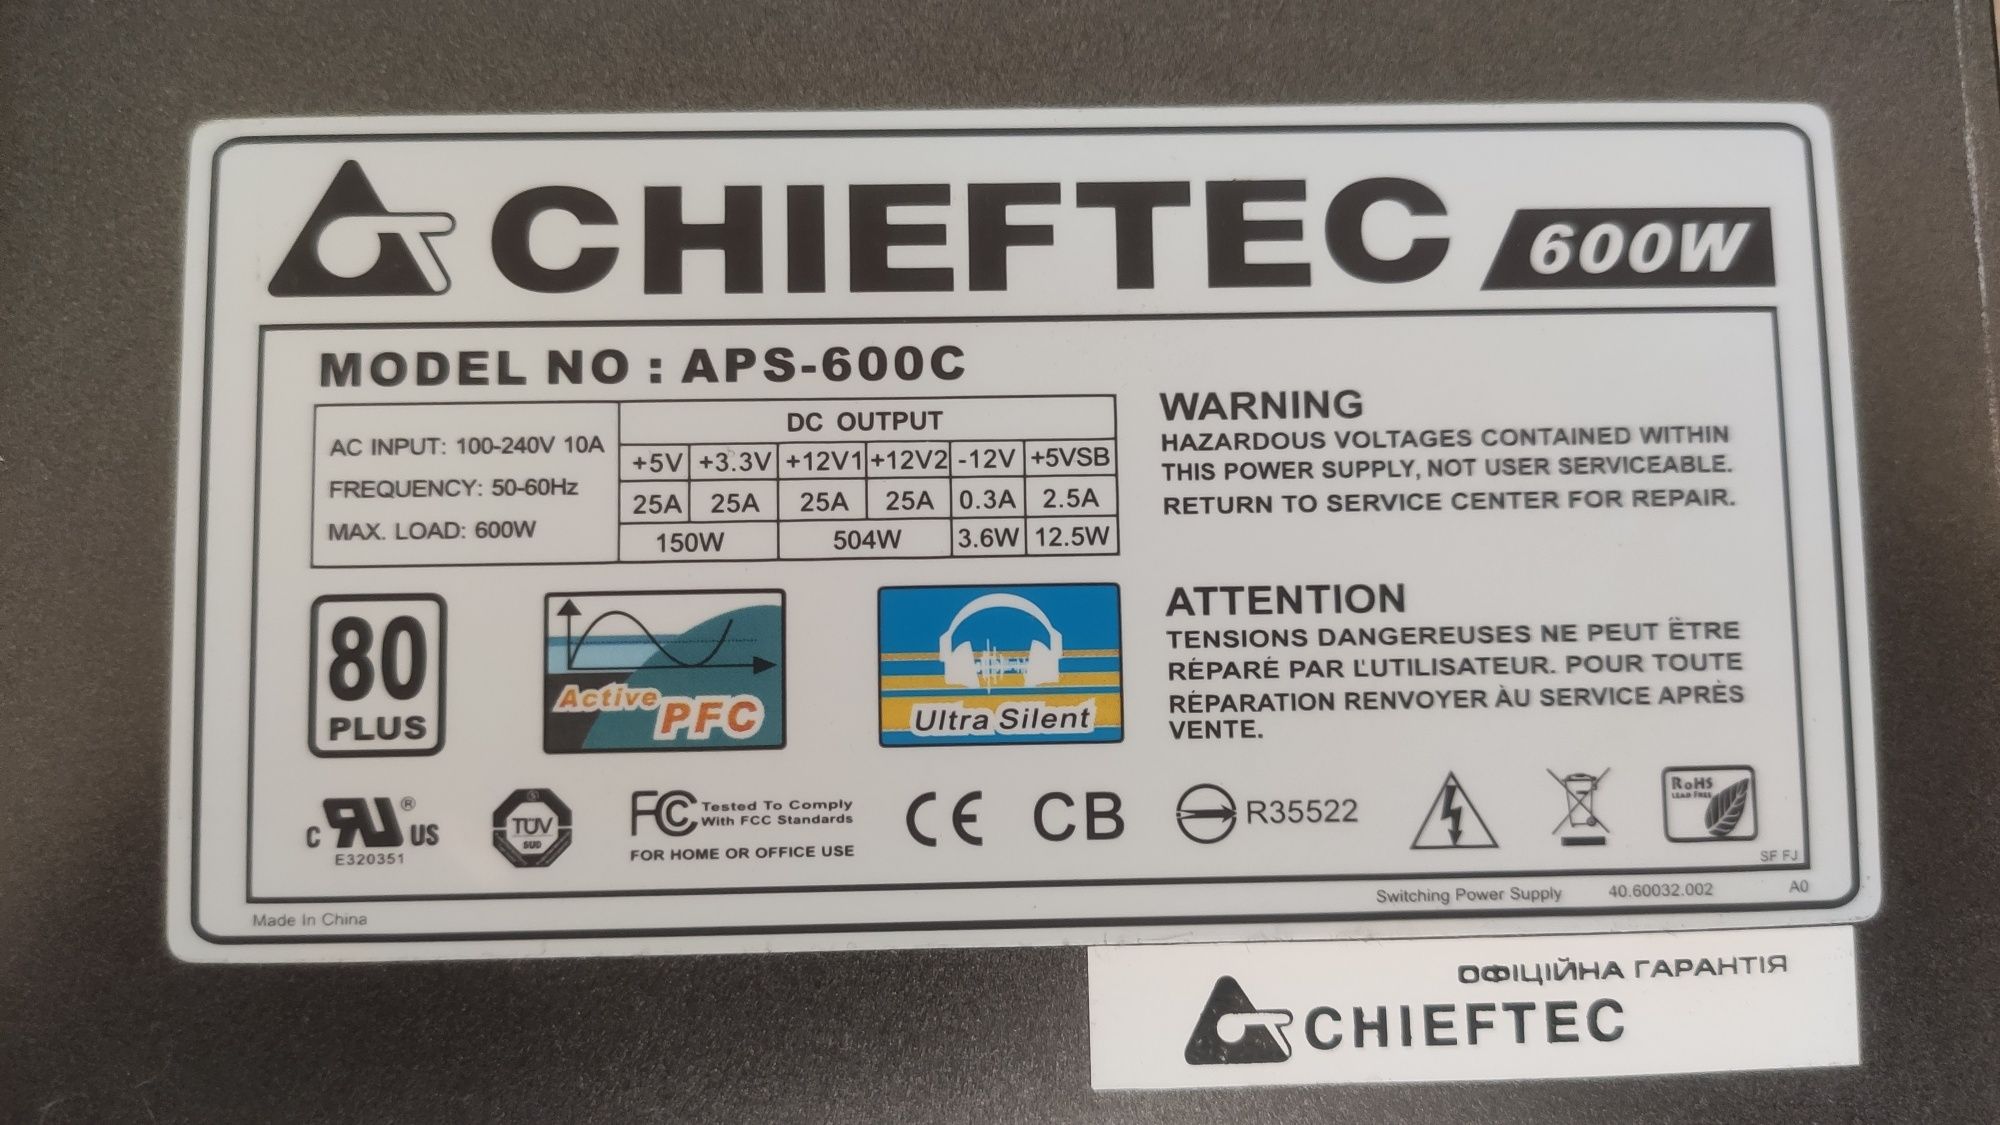 CHIEFTEC 600W
MODEL NO : APS-600C
AC INPUT: 100-240V 10A
FREQUENCY: 50-60Hz
MAX. LOAD: 600W
DC OUTPUT
+5V +3.3V +12V1 +12V2 -12V +5VSB
25A 25A 25A 25A 0.3A 2.5A
150W 504W 3.6W 12.5W
WARNING
HAZARDOUS VOLTAGES CONTAINED WITHIN
THIS POWER SUPPLY, NOT USER SERVICEABLE.
RETURN TO SERVICE CENTER FOR REPAIR.
80
PLUS
Active
PFC
Ultra Silent
ATTENTION
TENSIONS DANGEREUSES NE PEUT ÊTRE
RÉPARÉ PAR L'UTILISATEUR. POUR TOUTE
RÉPARATION RENVOYER ÀU SERVICE APRÈS
VENTE.
C RU ® US
E320351
TÜV
SUD
FC Tested To Comply
With FCC Standards
FOR HOME OR OFFICE USE
CE
CB
R35522
RoHS
LEAD FREE
SF FJ
Made In China
Switching Power Supply 40.60032.002 A0
ОФІЦІЙНА ГАРАНТІЯ
CHIEFTEC